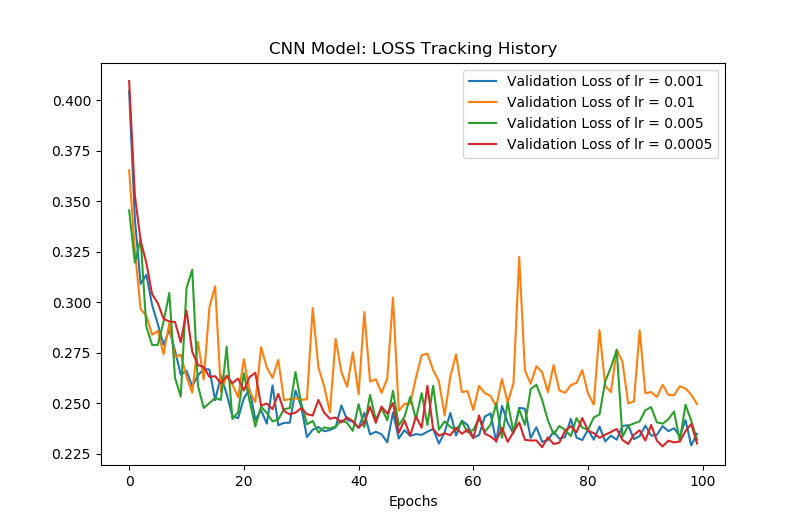 CNN Model: LOSS Tracking History
Validation Loss of lr = 0.001
Validation Loss of lr = 0.01
Validation Loss of lr = 0.005
Validation Loss of lr = 0.0005
0.400
0.375
0.350
0.325
0.300
0.275
0.250
0.225
0 20 40 60 80 100
Epochs